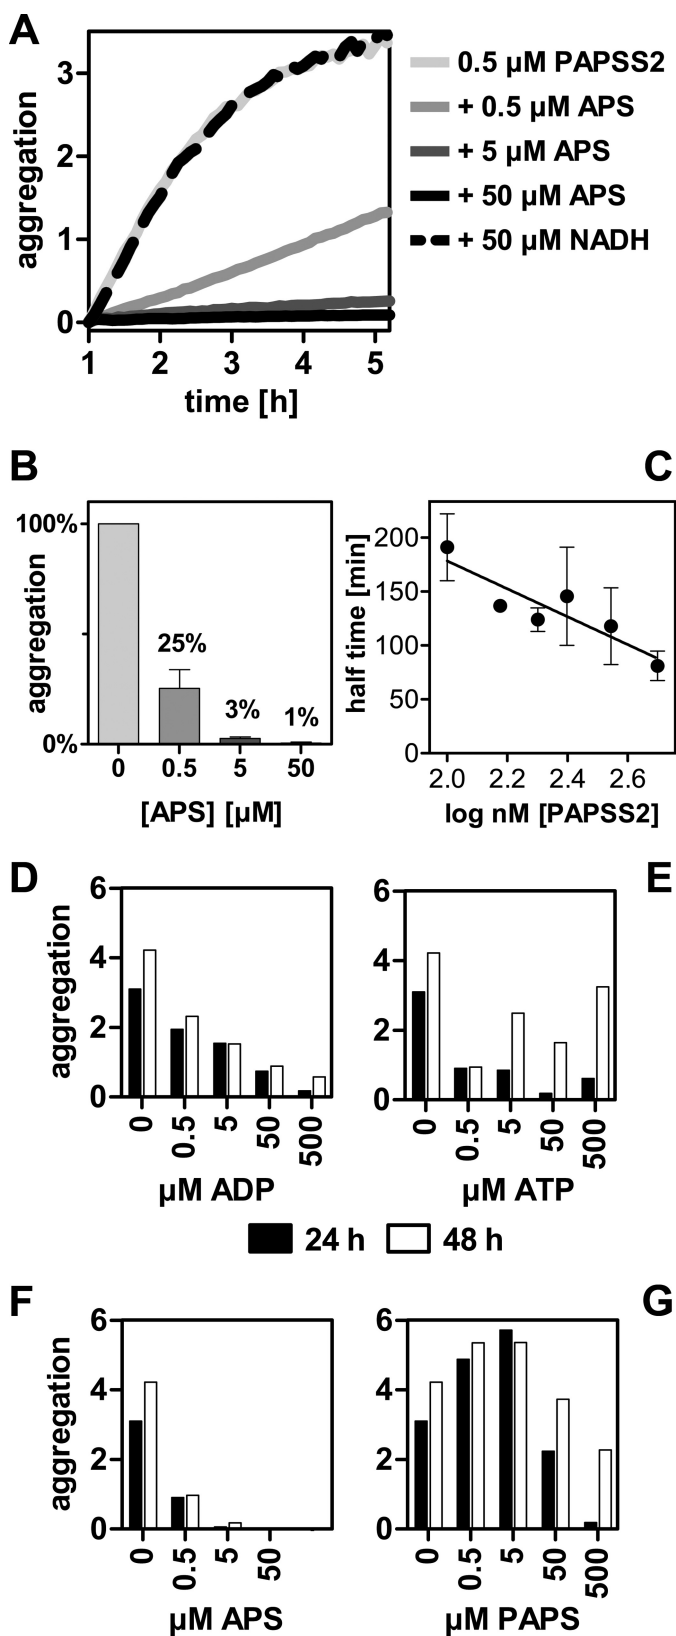 A
aggregation
3
2
1
0
1 2 3 4 5
time [h]
0.5 µM PAPSS2
+ 0.5 µM APS
+ 5 µM APS
+ 50 µM APS
+ 50 µM NADH
B
aggregation
100%
0%
25%
3%
1%
0 0.5 5 50
[APS] [µM]
C
half time [min]
200
150
100
50
0
2.0 2.2 2.4 2.6
log nM [PAPSS2]
D
aggregation
6
4
2
0
0 0.5 5 50 500
µM ADP
E
6
4
2
0
0 0.5 5 50 500
µM ATP
24 h 48 h
F
aggregation
6
4
2
0
0 0.5 5 50
µM APS
G
6
4
2
0
0 0.5 5 50 500
µM PAPS